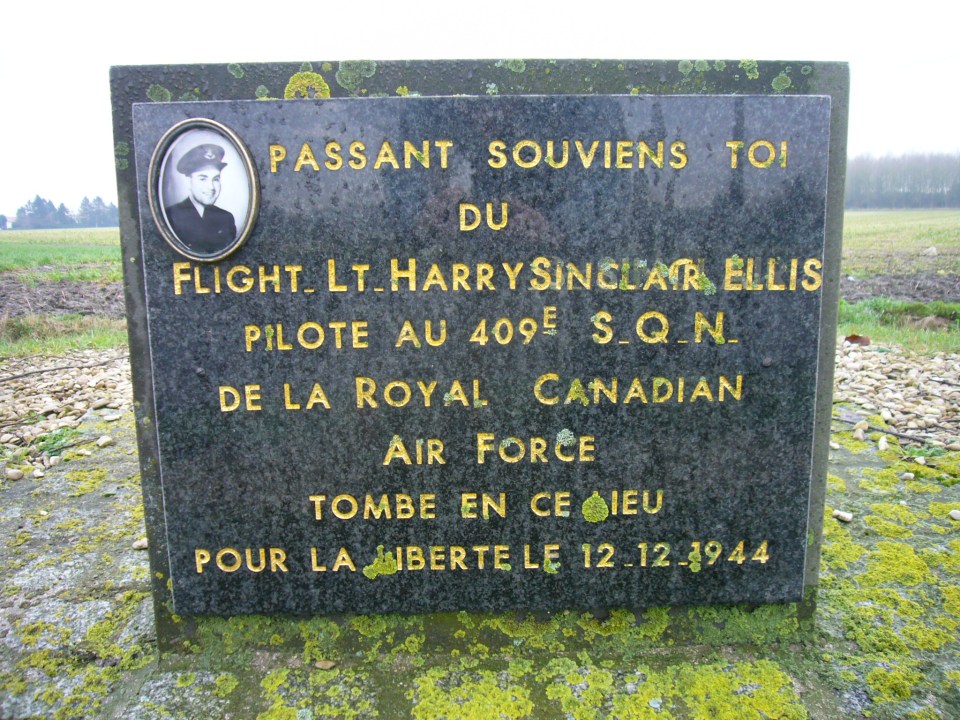 PASSANT SOUVIENS TOI
DU
FLIGHT_LT_HARRY SINCLAIR ELLIS
PILOTE AU 409E S_Q_N_
DE LA ROYAL CANADIAN
AIR FORCE
TOMBE EN CE LIEU
POUR LA LIBERTE LE 12_12_1944